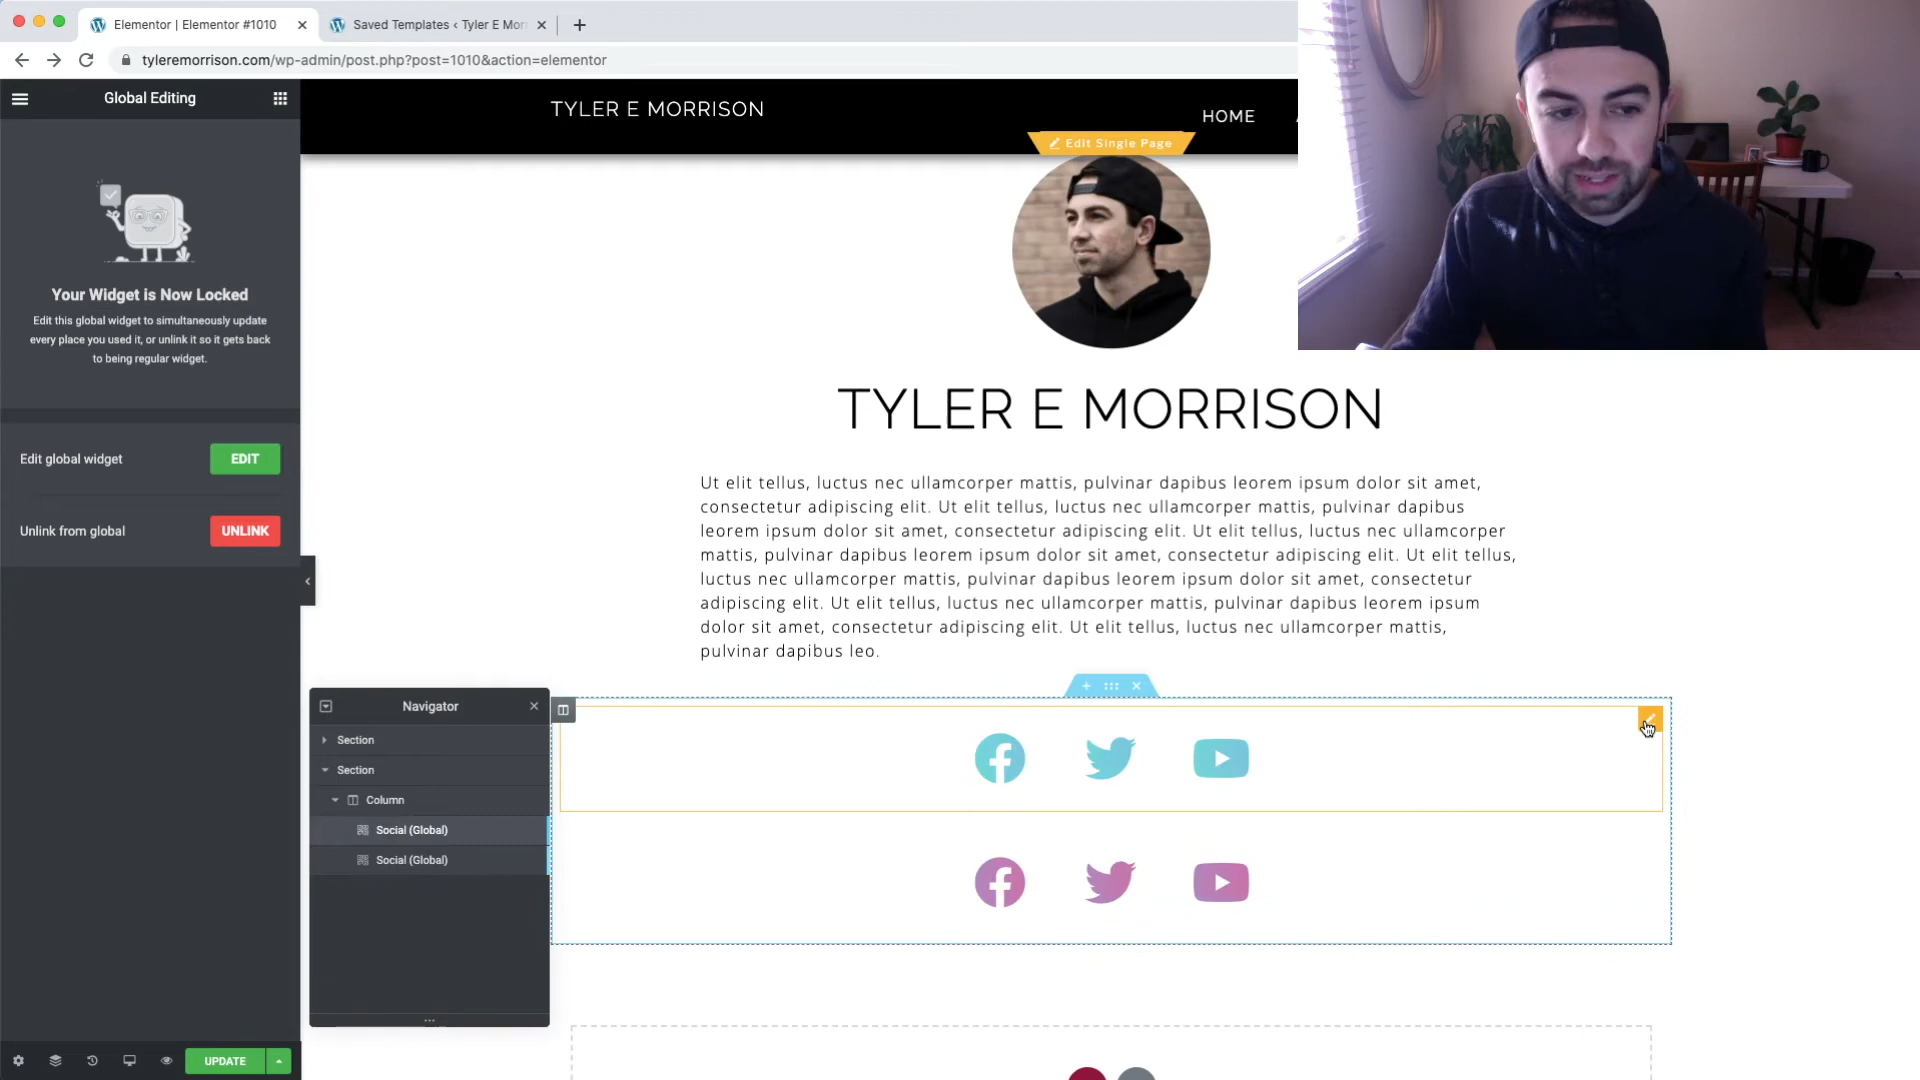 Elementor | Elementor #1010
Saved Templates ‹ Tyler E Mor
tyleremorrison.com/wp-admin/post.php?post=1010&action=elementor
Global Editing
TYLER E MORRISON
HOME
Edit Single Page
Your Widget is Now Locked
Edit this global widget to simultaneously update
every place you used it, or unlink it so it gets back
to being regular widget.
Edit global widget
EDIT
Unlink from global
UNLINK
TYLER E MORRISON
Ut elit tellus, luctus nec ullamcorper mattis, pulvinar dapibus leorem ipsum dolor sit amet,
consectetur adipiscing elit. Ut elit tellus, luctus nec ullamcorper mattis, pulvinar dapibus
leorem ipsum dolor sit amet, consectetur adipiscing elit. Ut elit tellus, luctus nec ullamcorper
mattis, pulvinar dapibus leorem ipsum dolor sit amet, consectetur adipiscing elit. Ut elit tellus,
luctus nec ullamcorper mattis, pulvinar dapibus leorem ipsum dolor sit amet, consectetur
adipiscing elit. Ut elit tellus, luctus nec ullamcorper mattis, pulvinar dapibus leorem ipsum
dolor sit amet, consectetur adipiscing elit. Ut elit tellus, luctus nec ullamcorper mattis,
pulvinar dapibus leo.
Navigator
Section
Section
Column
Social (Global)
Social (Global)
UPDATE